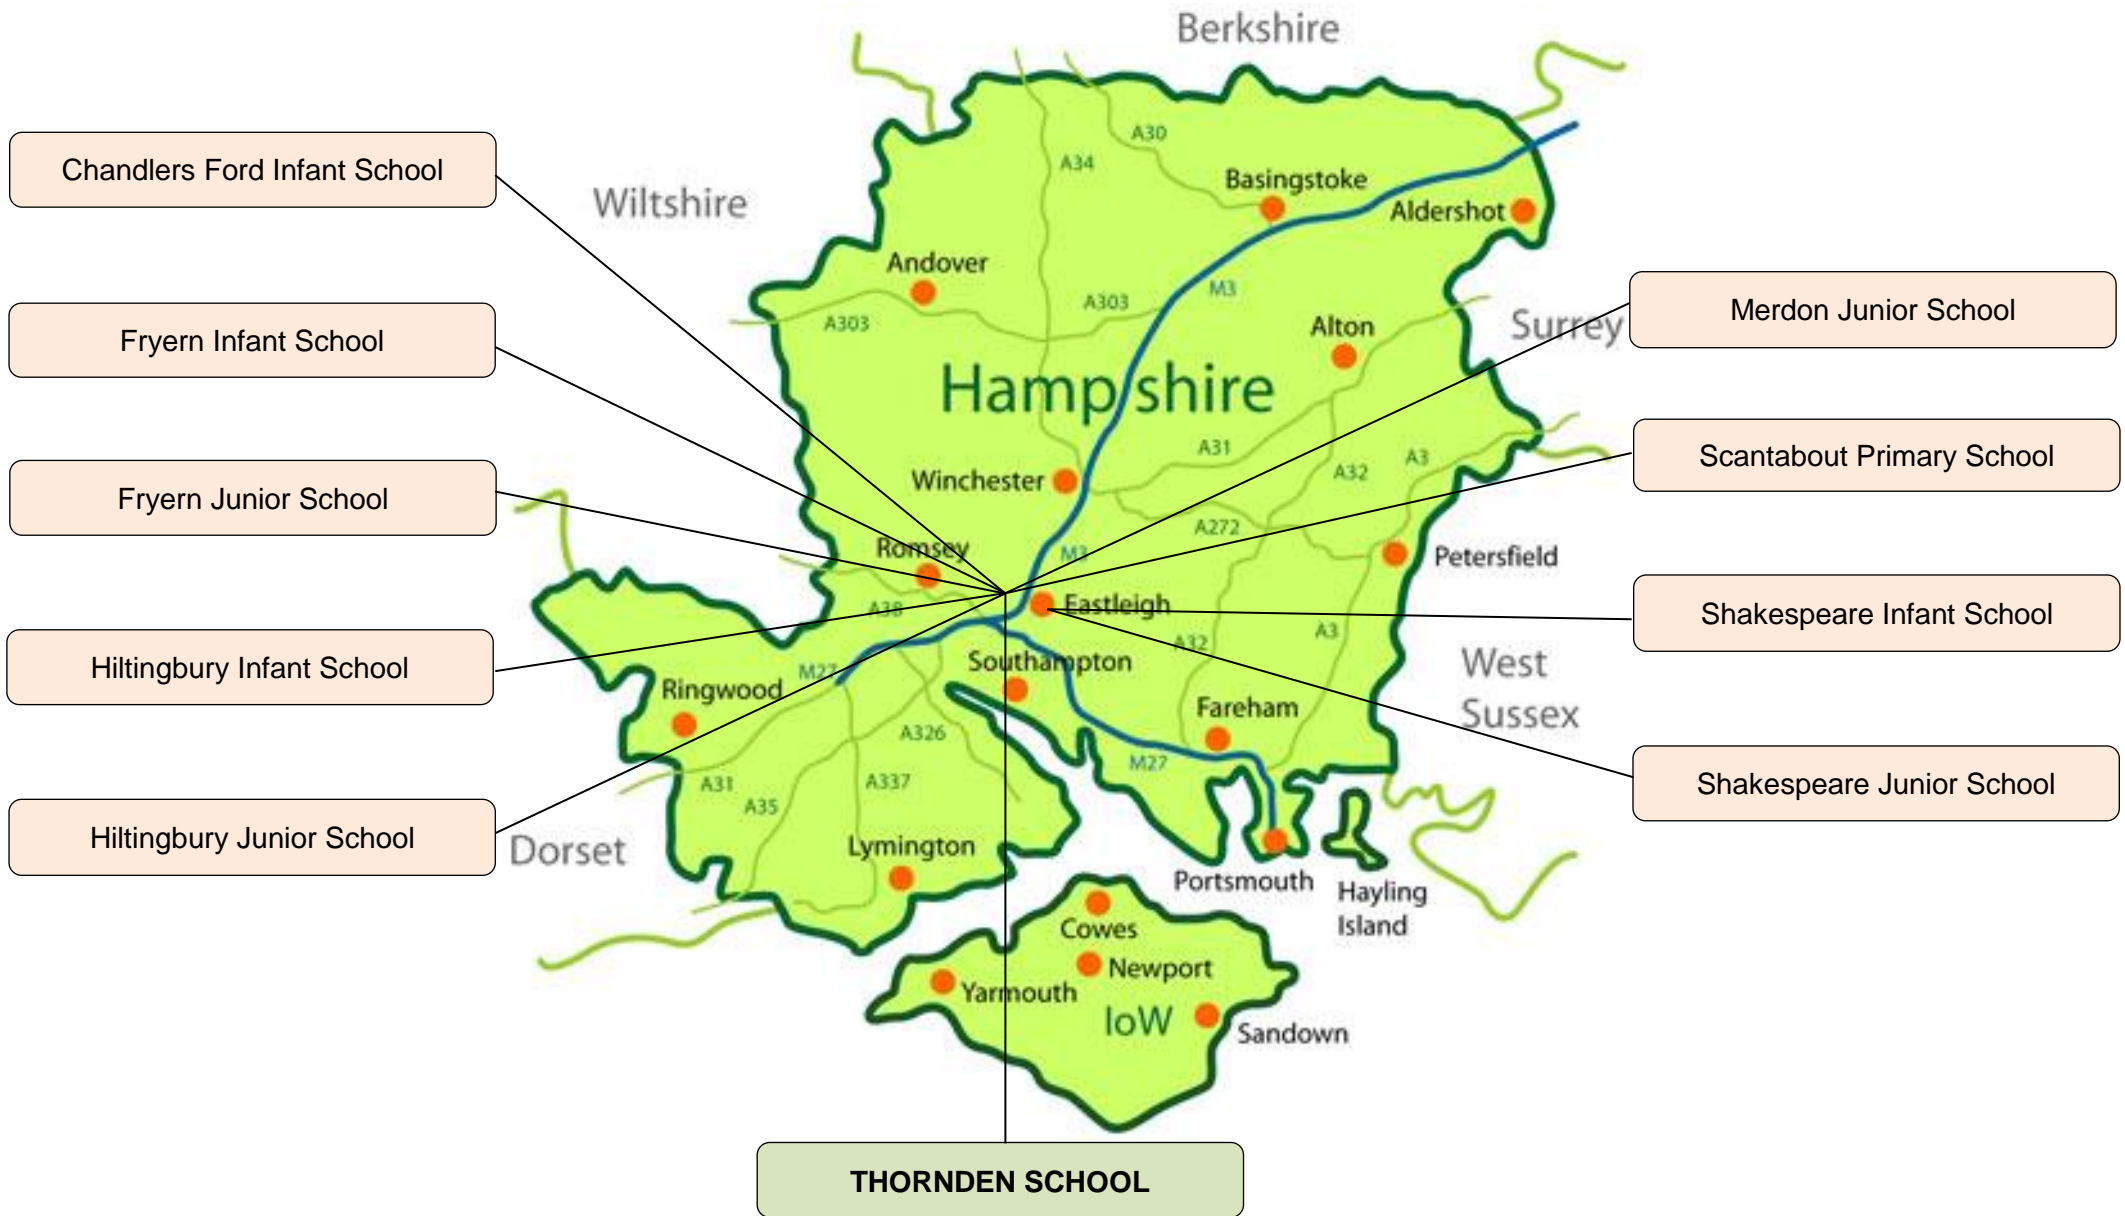 Berkshire
Chandlers Ford Infant School
A30
A34
Basingstoke
Wiltshire
Aldershot
Andover
M3
A303
A303
Merdon Junior School
Alton
Surrey
Fryern Infant School
Hampshire
A31
A3
A32
Scantabout Primary School
Winchester
Fryern Junior School
A272
Romsey
M3
Petersfield
A38
Eastleigh
Shakespeare Infant School
A3
A32
Southampton
West
Sussex
Hiltingbury Infant School
M27
Ringwood
Fareham
A326
M27
A31
A337
A35
Shakespeare Junior School
Hiltingbury Junior School
Dorset
Lymington
Portsmouth
Hayling
Island
Cowes
Newport
Yarmouth
IoW
Sandown
THORNDEN SCHOOL